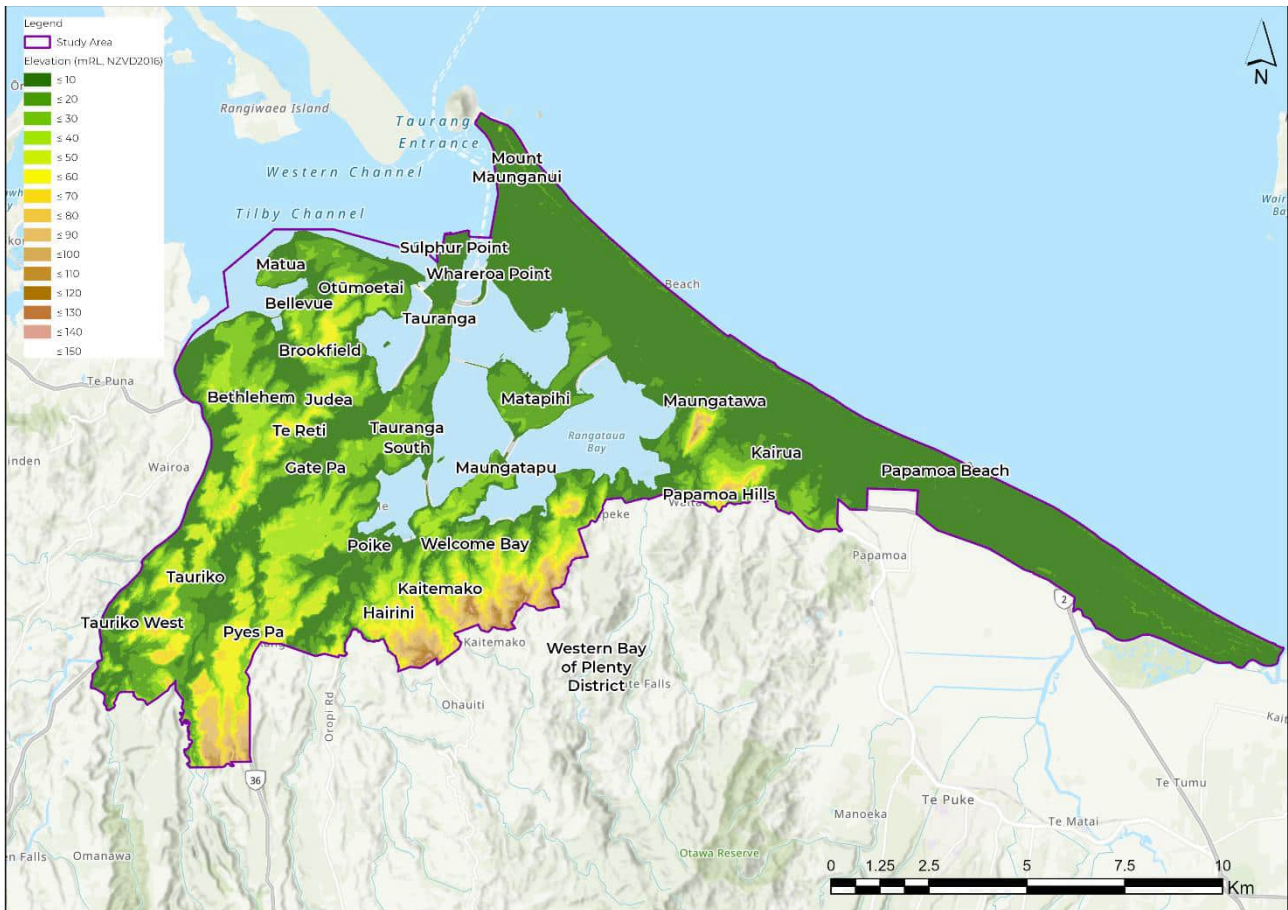 Legend
Study Area
Elevation (mRL, NZVD2016)
≤ 10
≤ 20
≤ 30
≤ 40
≤ 50
≤ 60
≤ 70
≤ 80
≤ 90
≤100
≤ 110
≤ 120
≤ 130
≤ 140
≤ 150
N
Rangiwaea Island
Taurang
Entrance
Western Channel
Tilby Channel
Mount
Maunganui
Sulphur Point
Whareroa Point
Matua
Otūmoetai
Bellevue
Tauranga
Brookfield
Beach
Te Puna
Bethlehem
Judea
Matapihi
Maungatawa
Te Reti
Tauranga
South
Rangataua
Bay
Wairoa
Gate Pa
Maungatapu
Kairua
Papamoa Beach
Papamoa Hills
Poike
Welcome Bay
Papamoa
Tauriko
Kaitemako
Hairini
2
Tauriko West
Pyes Pa
Kaitemako
Western Bay
of Plenty
District
Ohauiti
Oropi Rd
36
Te Puke
Te Tumu
Manoeka
Te Matai
Omanawa
Otawa Reserve
0 1.25 2.5 5 7.5 10
Km